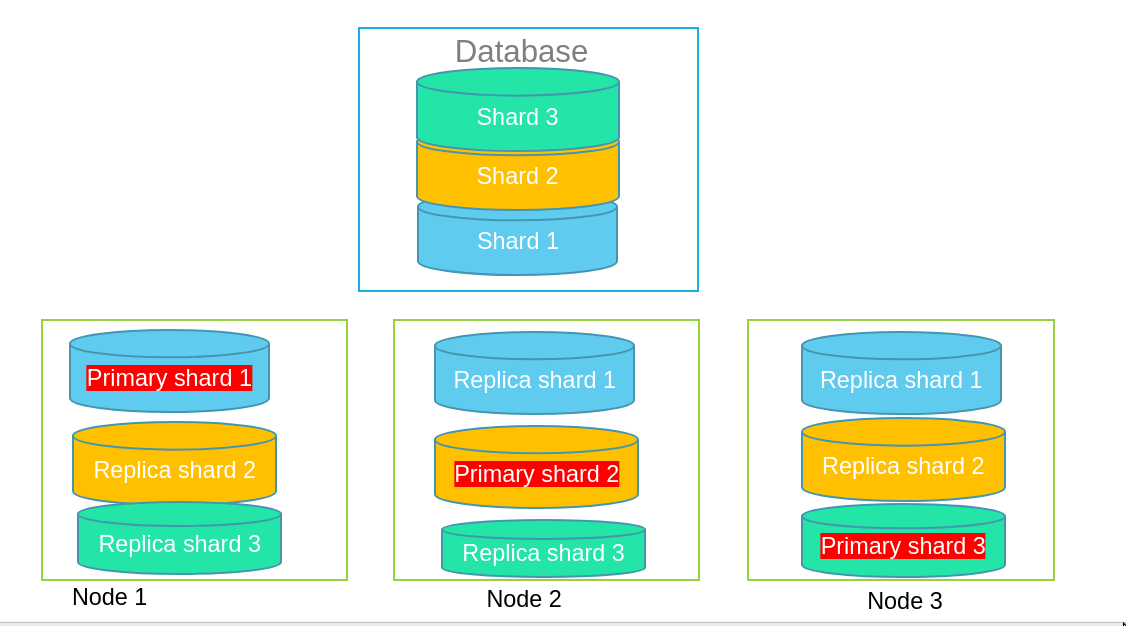 Database
Shard 3
Shard 2
Shard 1
Primary shard 1
Replica shard 2
Replica shard 3
Node 1
Replica shard 1
Primary shard 2
Replica shard 3
Node 2
Replica shard 1
Replica shard 2
Primary shard 3
Node 3